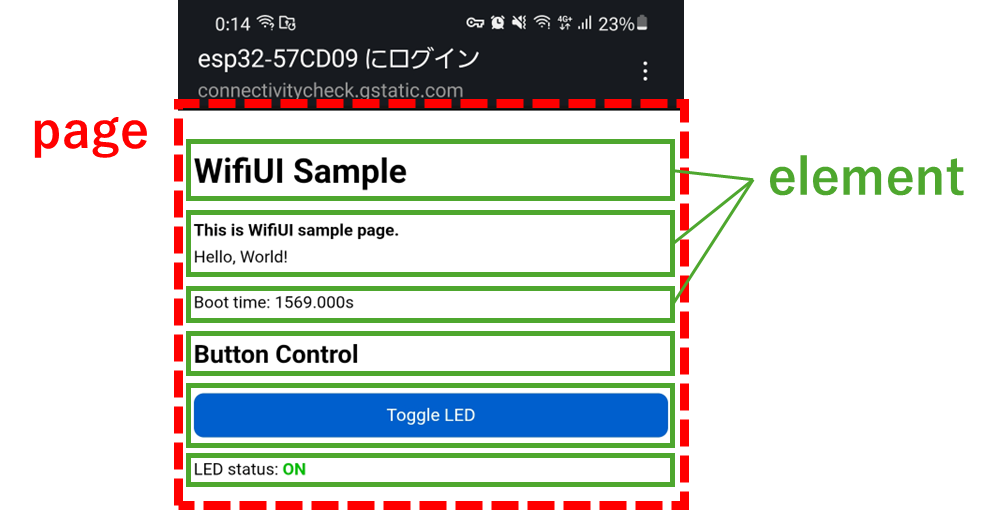 0:14 4G+ 23%
esp32-57CD09 にログイン
connectivitycheck.gstatic.com
page
WifiUI Sample
element
This is WifiUI sample page.
Hello, World!
Boot time: 1569.000s
Button Control
Toggle LED
LED status: ON